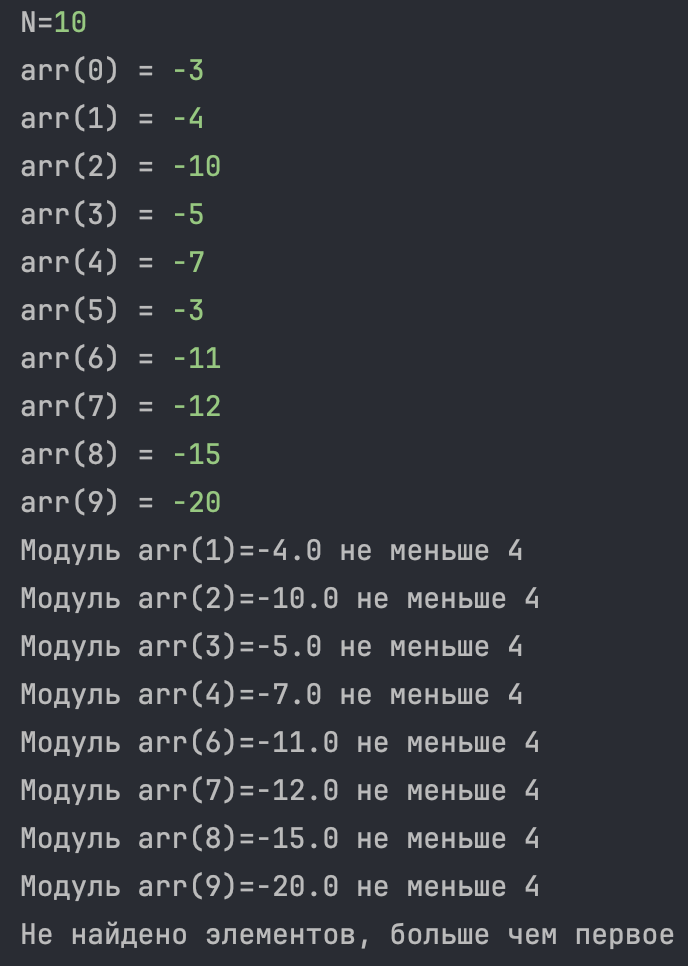 N=10
arr(0) = -3
arr(1) = -4
arr(2) = -10
arr(3) = -5
arr(4) = -7
arr(5) = -3
arr(6) = -11
arr(7) = -12
arr(8) = -15
arr(9) = -20
Модуль arr(1)=-4.0 не меньше 4
Модуль arr(2)=-10.0 не меньше 4
Модуль arr(3)=-5.0 не меньше 4
Модуль arr(4)=-7.0 не меньше 4
Модуль arr(6)=-11.0 не меньше 4
Модуль arr(7)=-12.0 не меньше 4
Модуль arr(8)=-15.0 не меньше 4
Модуль arr(9)=-20.0 не меньше 4
Не найдено элементов, больше чем первое